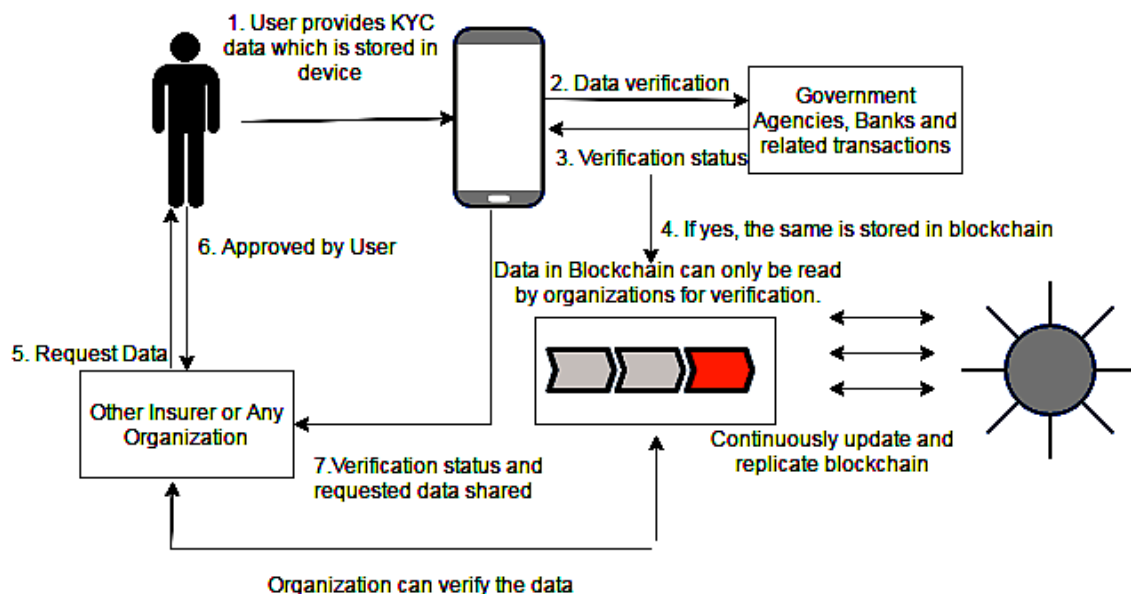 1. User provides KYC
data which is stored in
device
2. Data verification
Government
Agencies, Banks and
related transactions
3. Verification status
4. If yes, the same is stored in blockchain
6. Approved by User
Data in Blockchain can only be read
by organizations for verification.
5. Request Data
Other Insurer or Any
Organization
Continuously update and
replicate blockchain
7.Verification status and
requested data shared
Organization can verify the data